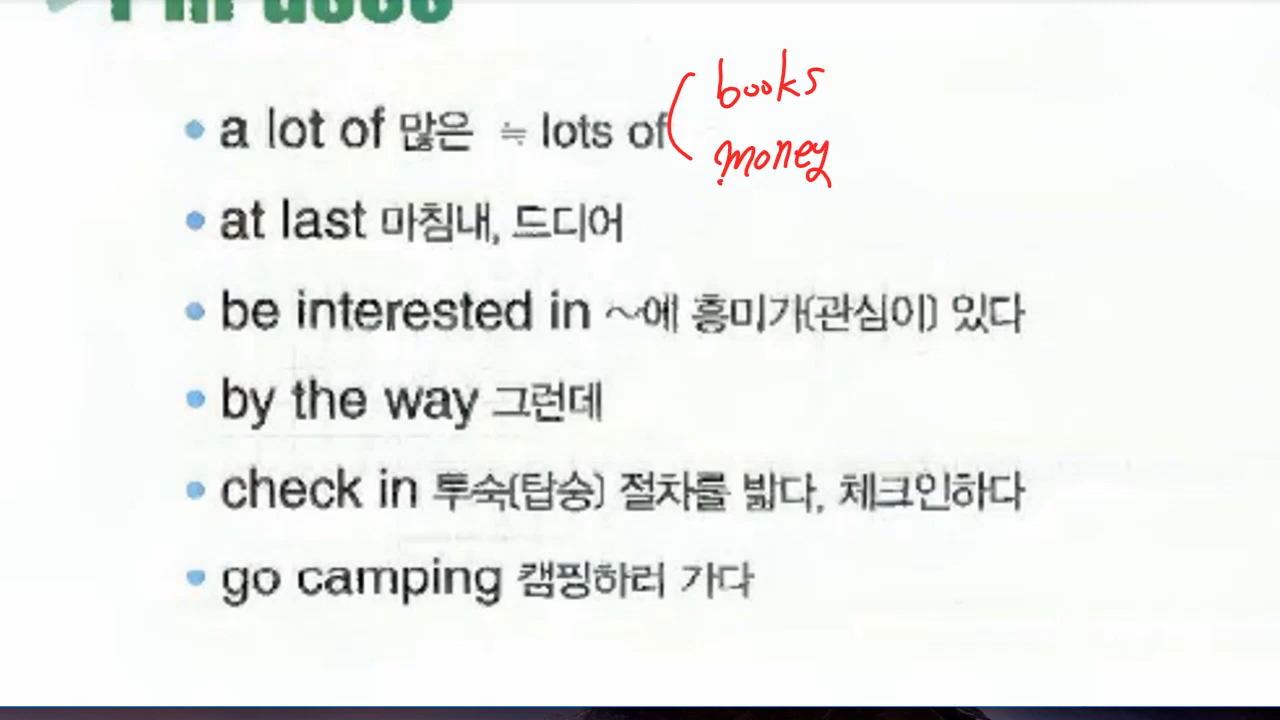 a lot of 많은 ≒ lots of
books
money
at last 마침내, 드디어
be interested in ～에 흥미가(관심이) 있다
by the way 그런데
check in 투숙(탑승) 절차를 밟다, 체크인하다
go camping 캠핑하러 가다